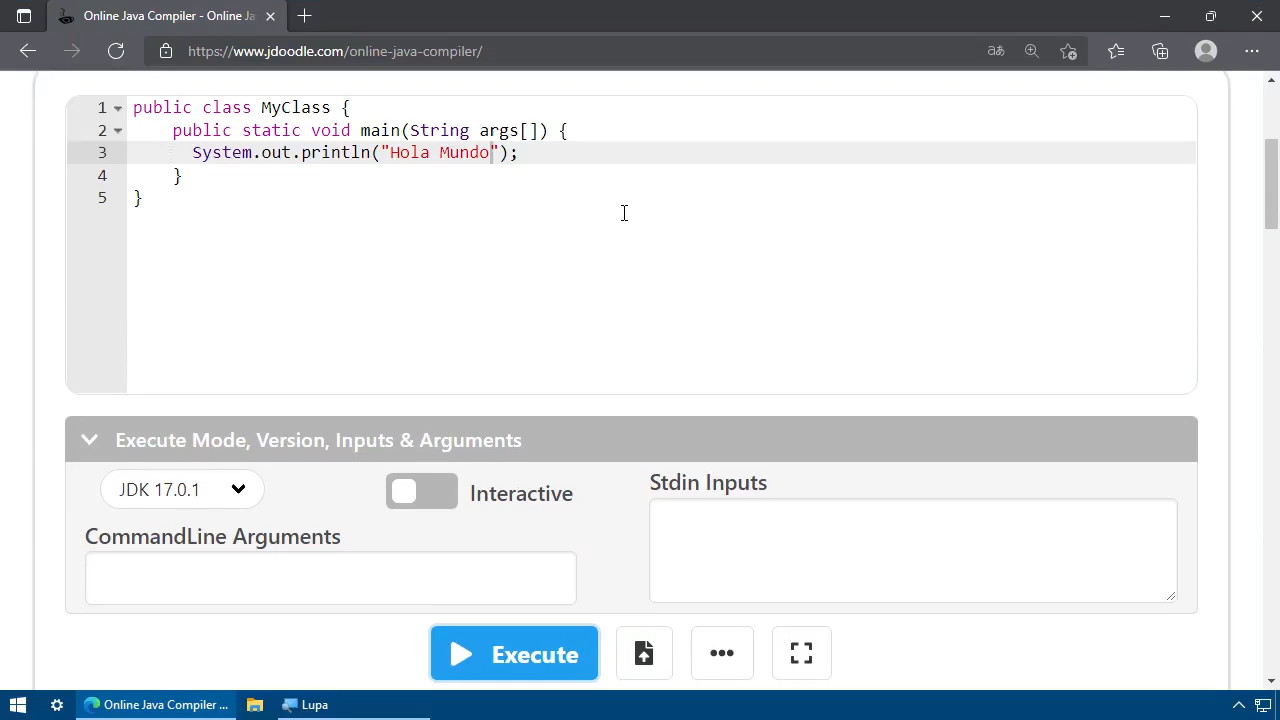 Online Java Compiler - Online Ja
https://www.jdoodle.com/online-java-compiler/
1 public class MyClass {
2 public static void main(String args[]) {
3 System.out.println("Hola Mundo");
4 }
5 }
Execute Mode, Version, Inputs & Arguments
JDK 17.0.1
Interactive
Stdin Inputs
CommandLine Arguments
Execute
Online Java Compiler ...
Lupa